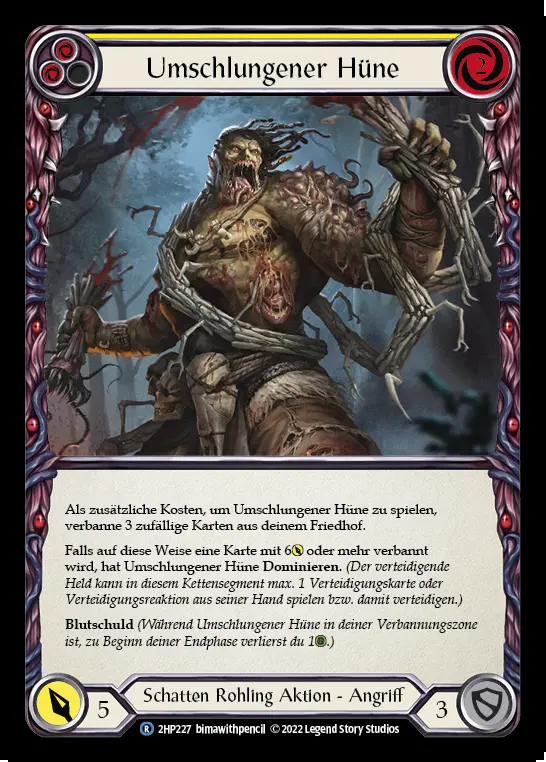 Umschlungener Hüne
2
Als zusätzliche Kosten, um Umschlungener Hüne zu spielen,
verbanne 3 zufällige Karten aus deinem Friedhof.
Falls auf diese Weise eine Karte mit 6 oder mehr verbannt
wird, hat Umschlungener Hüne Dominieren. (Der verteidigende
Held kann in diesem Kettensegment max. 1 Verteidigungskarte oder
Verteidigungsreaktion aus seiner Hand spielen bzw. damit verteidigen.)
Blutschuld (Während Umschlungener Hüne in deiner Verbannungszone
ist, zu Beginn deiner Endphase verlierst du 1.)
5
Schatten Rohling Aktion - Angriff
3
R 2HP227 bimawithpencil © 2022 Legend Story Studios